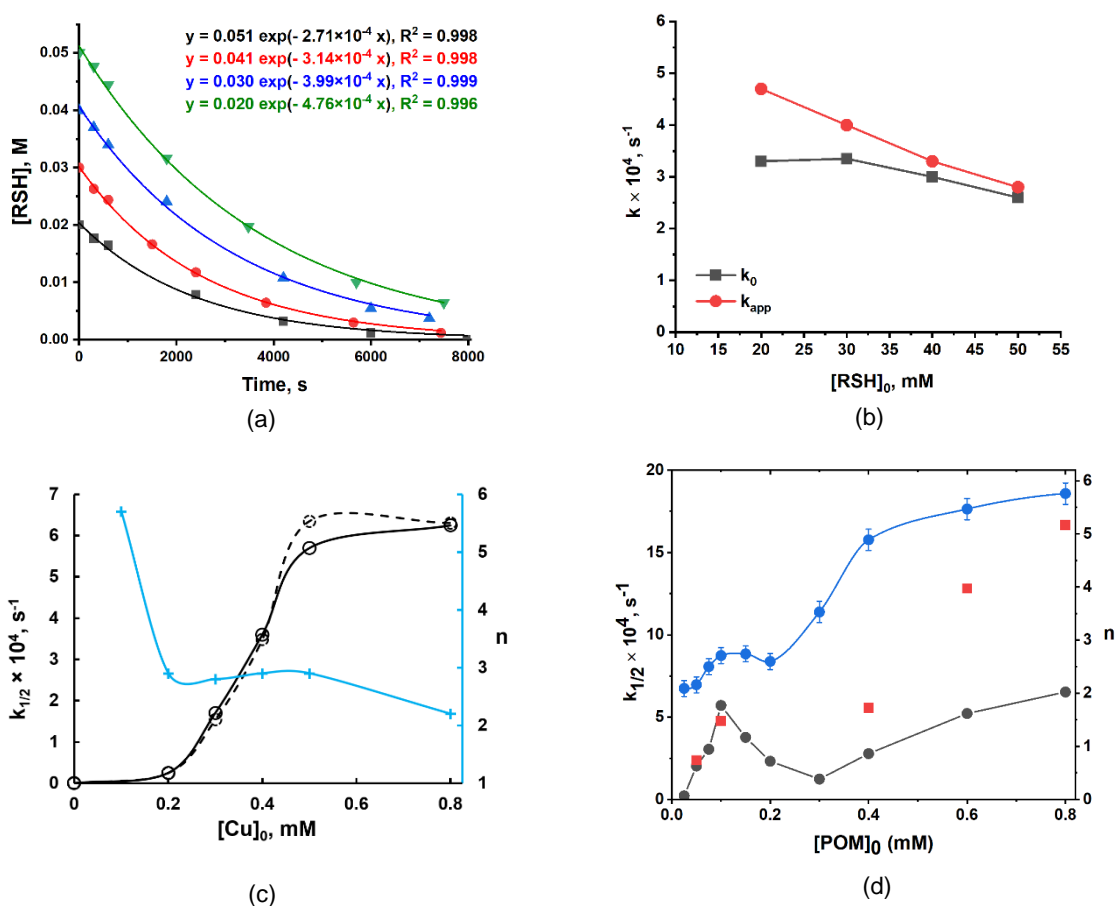 y = 0.051 exp(- 2.71×10⁻⁴ x), R² = 0.998
y = 0.041 exp(- 3.14×10⁻⁴ x), R² = 0.998
y = 0.030 exp(- 3.99×10⁻⁴ x), R² = 0.999
y = 0.020 exp(- 4.76×10⁻⁴ x), R² = 0.996
[RSH], M
0.05
0.04
0.03
0.02
0.01
0.00
0 2000 4000 6000 8000
Time, s
(a)
k × 10⁴, s⁻¹
6
5
4
3
2
1
0
k₀
k_app
10 15 20 25 30 35 40 45 50 55
[RSH]₀, mM
(b)
k₁/₂ × 10⁴, s⁻¹
7
6
5
4
3
2
1
0
0 0.2 0.4 0.6 0.8
[Cu]₀, mM
6
5
4
3
2
1
n
(c)
k₁/₂ × 10⁴, s⁻¹
20
15
10
5
0
0.0 0.2 0.4 0.6 0.8
[POM]₀ (mM)
6
5
4
3
2
1
0
n
(d)